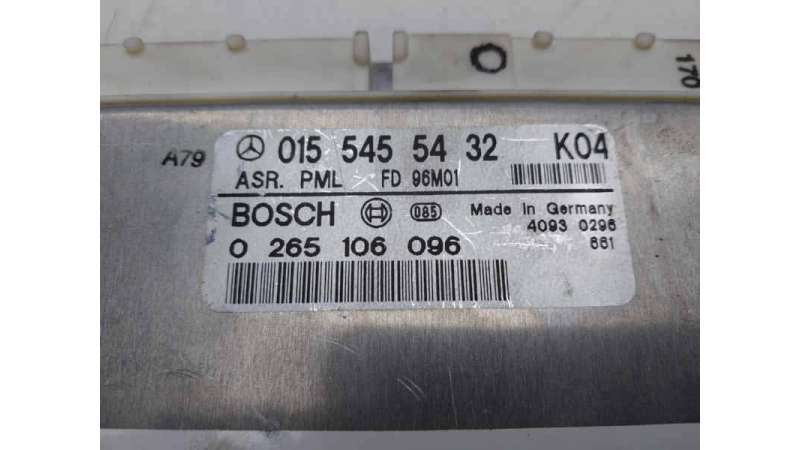 170
A79
015 545 54 32 K04
ASR. PML FD 96M01
BOSCH 085 Made in Germany
4093 0296
0 265 106 096 661